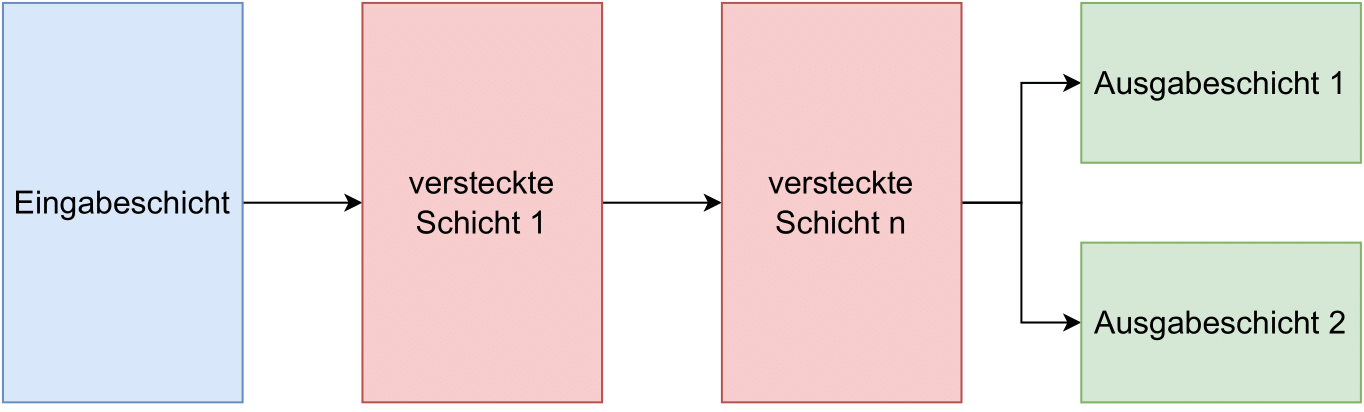 Eingabeschicht
versteckte
Schicht 1
versteckte
Schicht n
Ausgabeschicht 1
Ausgabeschicht 2